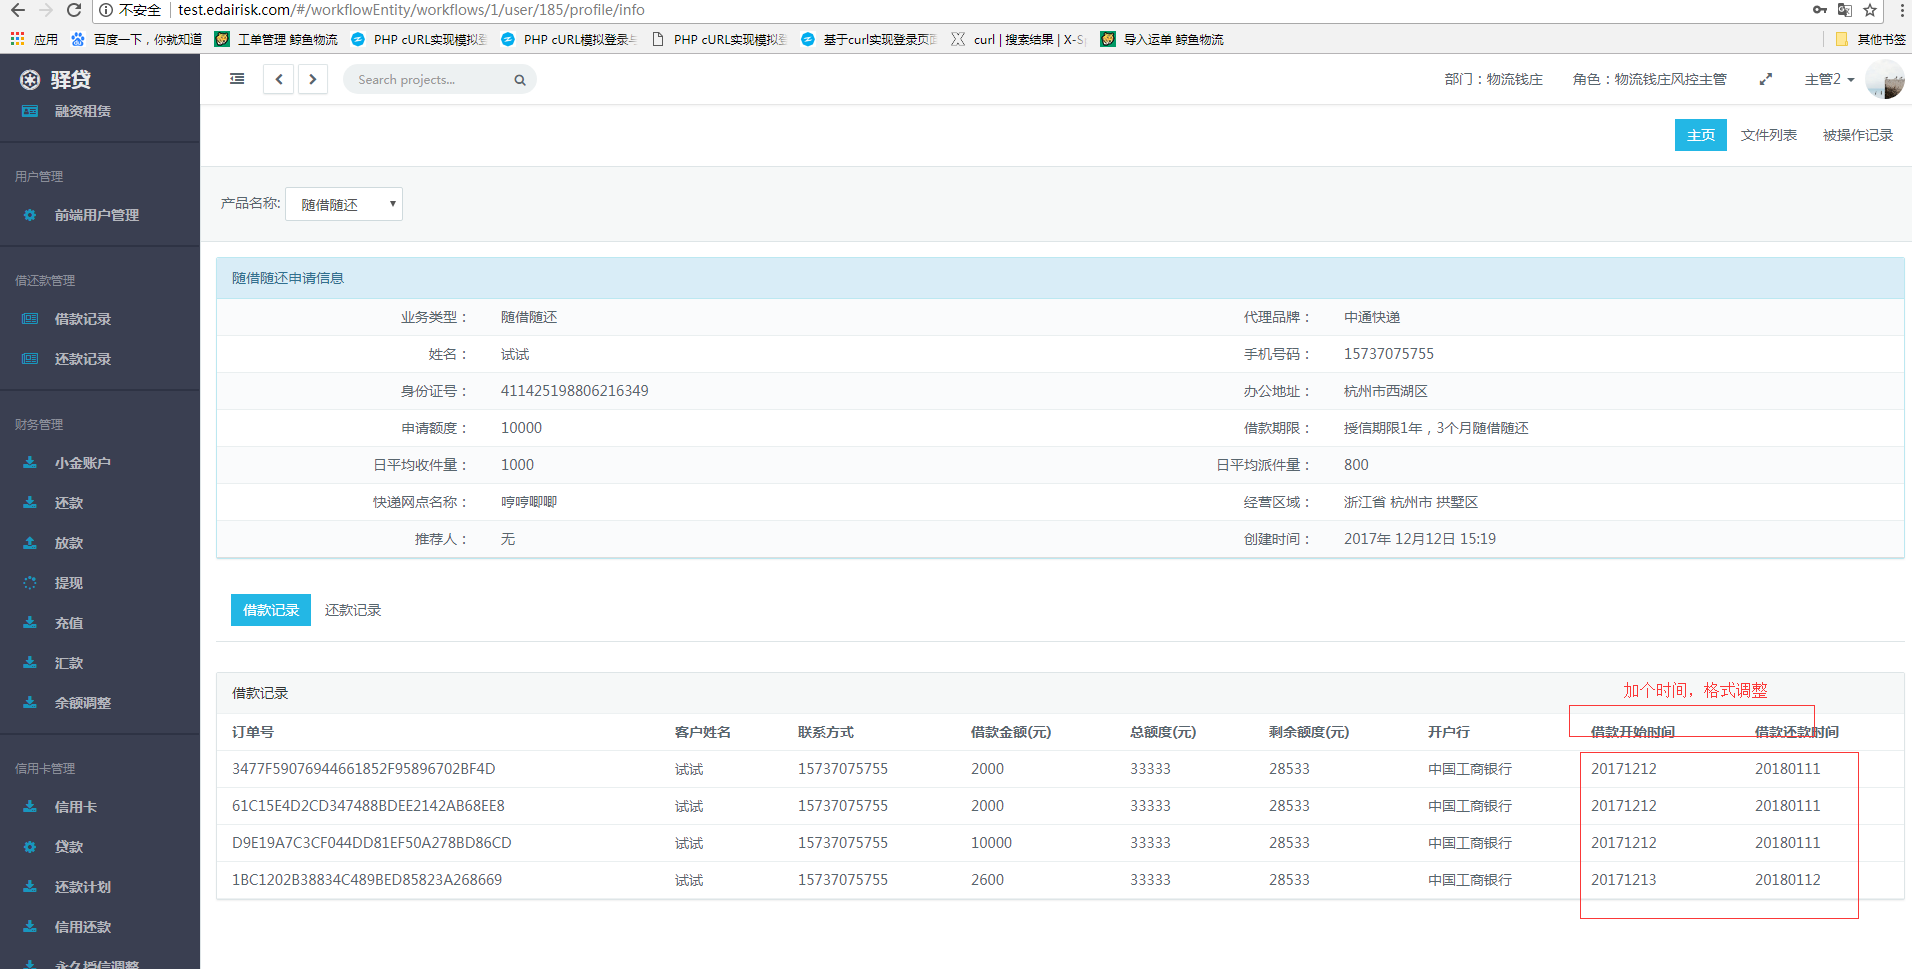 不安全 | test.edairisk.com/#/workflowEntity/workflows/1/user/185/profile/info
应用 百度一下，你就知道 工单管理 鲸鱼物流 PHP cURL实现模拟登 PHP cURL模拟登录与 PHP cURL实现模拟登 基于curl实现登录页面 curl | 搜索结果 | X-Sp 导入运单 鲸鱼物流 其他书签
驿贷
Search projects...
部门：物流钱庄 角色：物流钱庄风控主管 主管2
融资租赁
主页 文件列表 被操作记录
用户管理
前端用户管理
产品名称: 随借随还
借还款管理
借款记录
还款记录
财务管理
小金账户
还款
放款
提现
充值
汇款
余额调整
信用卡管理
信用卡
贷款
还款计划
信用还款
永久授信调整
随借随还申请信息
业务类型： 随借随还 代理品牌： 中通快递
姓名： 试试 手机号码： 15737075755
身份证号： 411425198806216349 办公地址： 杭州市西湖区
申请额度： 10000 借款期限： 授信期限1年，3个月随借随还
日平均收件量： 1000 日平均派件量： 800
快递网点名称： 哼哼唧唧 经营区域： 浙江省 杭州市 拱墅区
推荐人： 无 创建时间： 2017年 12月12日 15:19
借款记录 还款记录
借款记录
加个时间，格式调整
订单号 客户姓名 联系方式 借款金额(元) 总额度(元) 剩余额度(元) 开户行 借款开始时间 借款还款时间
3477F59076944661852F95896702BF4D 试试 15737075755 2000 33333 28533 中国工商银行 20171212 20180111
61C15E4D2CD347488BDEE2142AB68EE8 试试 15737075755 2000 33333 28533 中国工商银行 20171212 20180111
D9E19A7C3CF044DD81EF50A278BD86CD 试试 15737075755 10000 33333 28533 中国工商银行 20171212 20180111
1BC1202B38834C489BED85823A268669 试试 15737075755 2600 33333 28533 中国工商银行 20171213 20180112